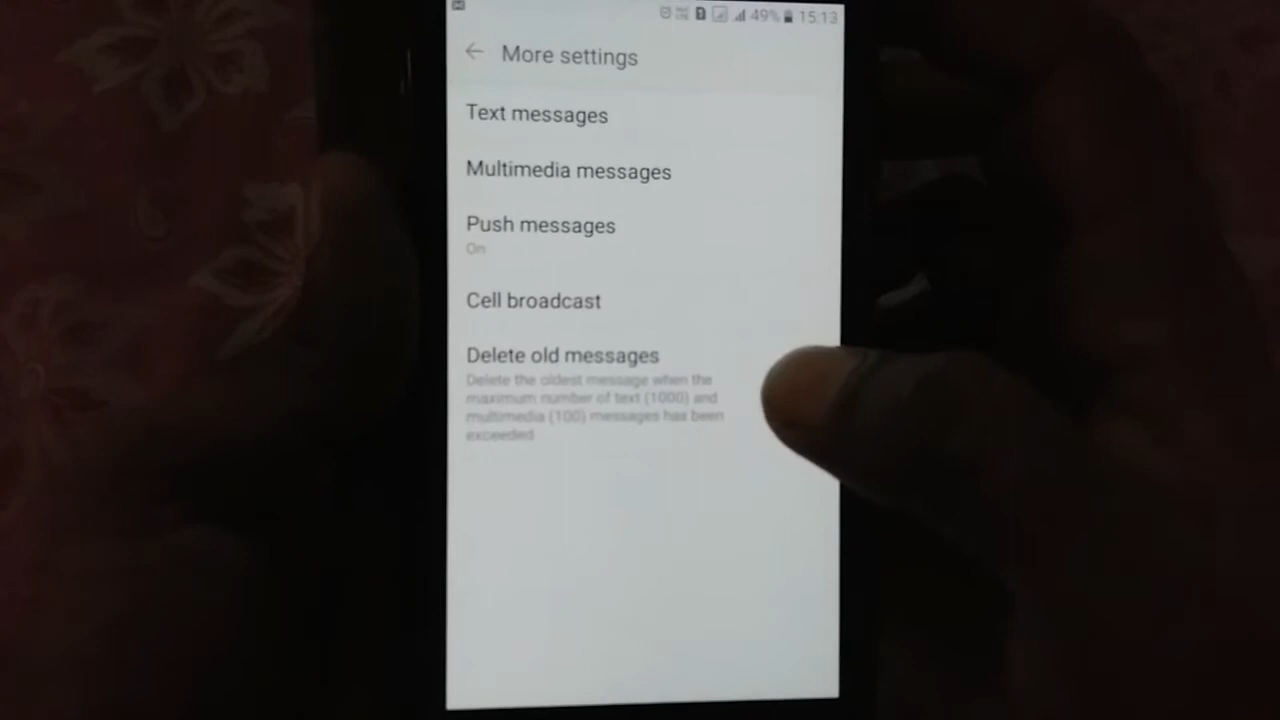 49% 15:13
More settings
Text messages
Multimedia messages
Push messages
On
Cell broadcast
Delete old messages
Delete the oldest message when the
maximum number of text (1000) and
multimedia (100) messages has been
exceeded